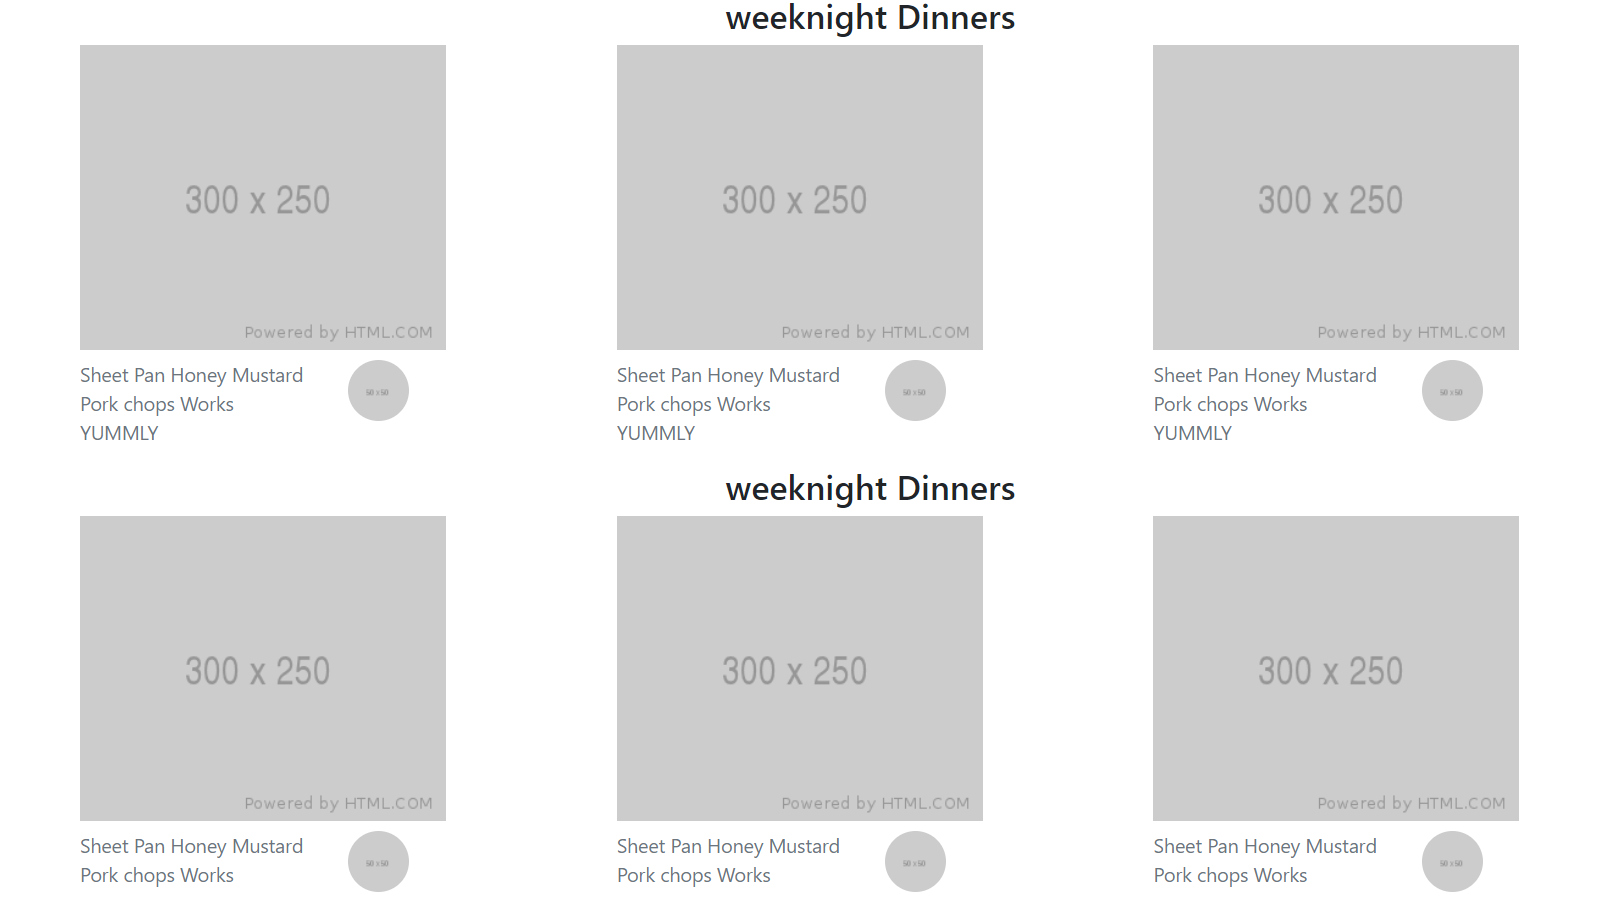 weeknight Dinners
300 x 250
Powered by HTML.COM
300 x 250
Powered by HTML.COM
300 x 250
Powered by HTML.COM
Sheet Pan Honey Mustard
Pork chops Works
YUMMLY
50 x 50
Sheet Pan Honey Mustard
Pork chops Works
YUMMLY
50 x 50
Sheet Pan Honey Mustard
Pork chops Works
YUMMLY
50 x 50
weeknight Dinners
300 x 250
Powered by HTML.COM
300 x 250
Powered by HTML.COM
300 x 250
Powered by HTML.COM
Sheet Pan Honey Mustard
Pork chops Works
50 x 50
Sheet Pan Honey Mustard
Pork chops Works
50 x 50
Sheet Pan Honey Mustard
Pork chops Works
50 x 50